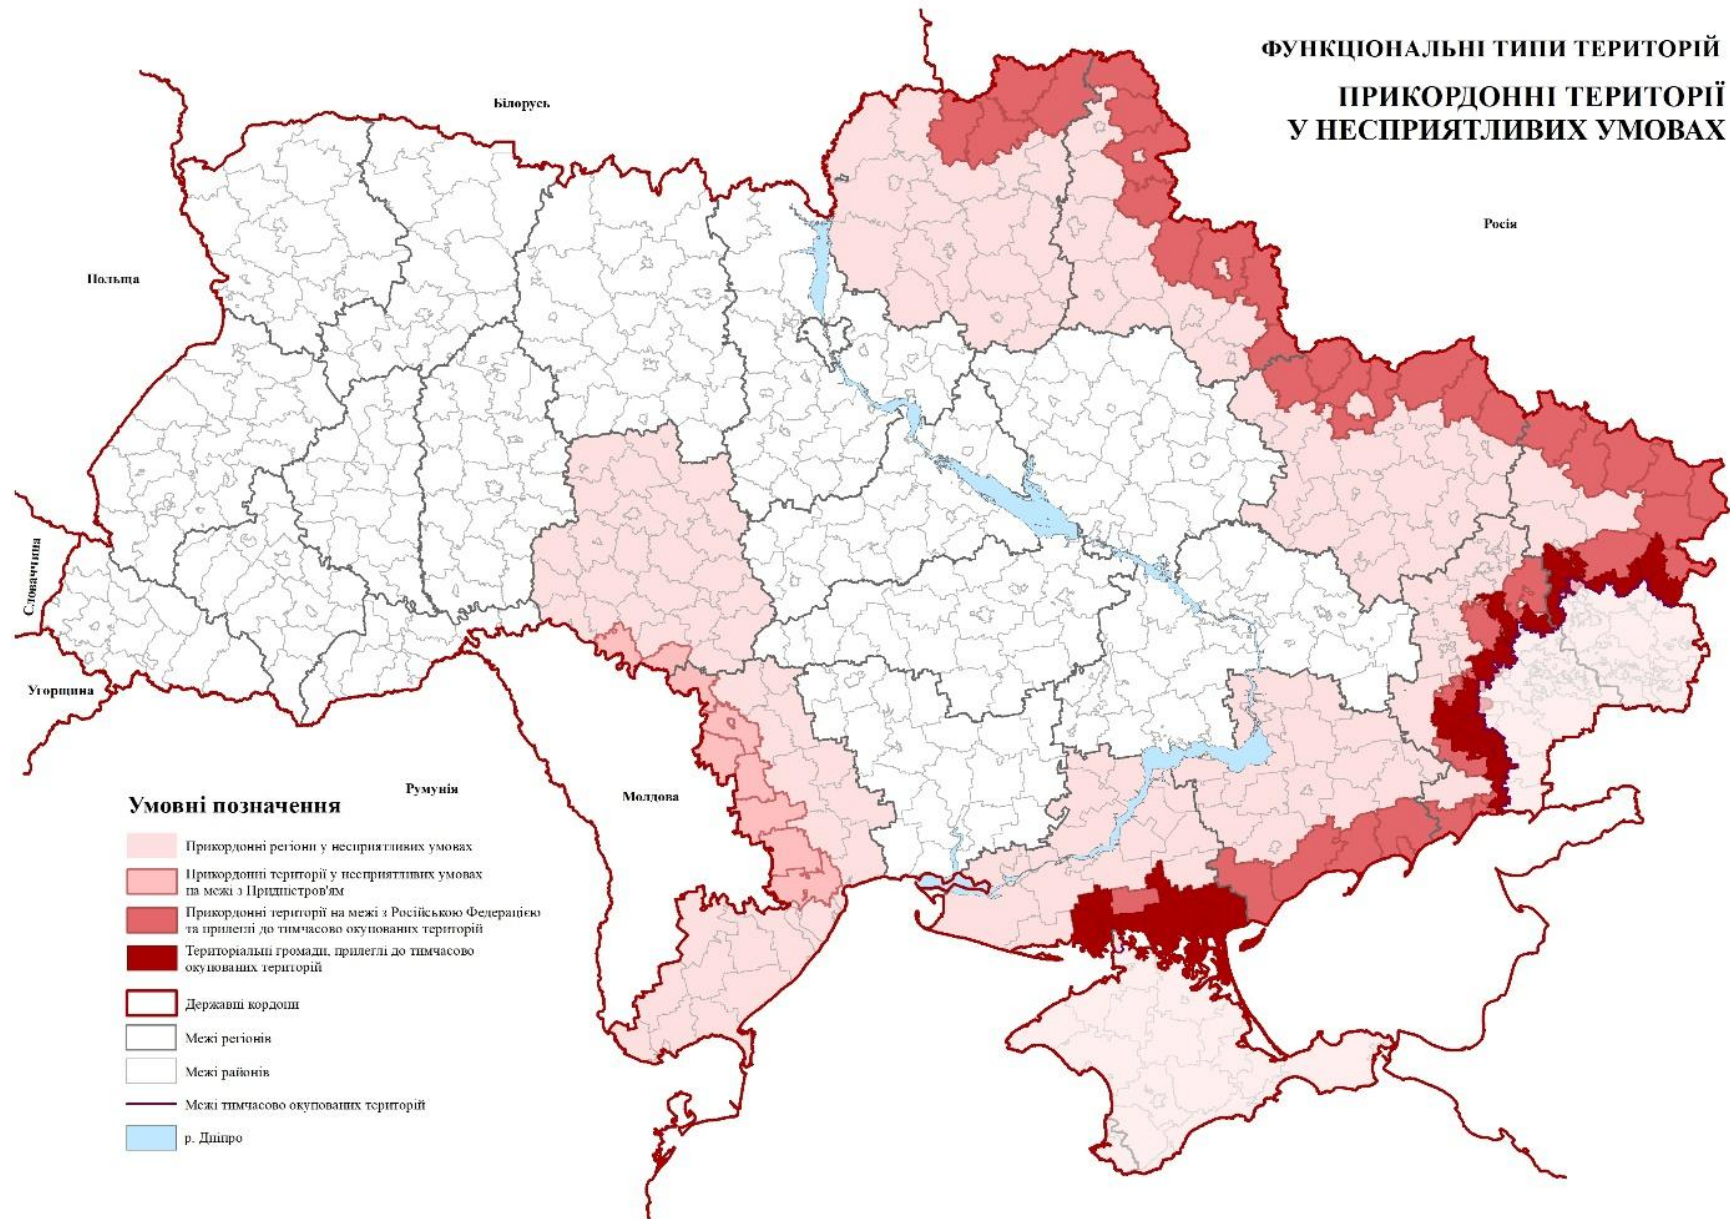 ФУНКЦІОНАЛЬНІ ТИПИ ТЕРИТОРІЙ
ПРИКОРДОННІ ТЕРИТОРІЇ
У НЕСПРИЯТЛИВИХ УМОВАХ
Білорусь
Росія
Польща
Словаччина
Угорщина
Румунія
Молдова
Умовні позначення
Прикордонні регіони у несприятливих умовах
Прикордонні території у несприятливих умовах
на межі з Придністров'ям
Прикордонні території на межі з Російською Федерацією
та прилеглі до тимчасово окупованих територій
Територіальні громади, прилеглі до тимчасово
окупованих територій
Державні кордони
Межі регіонів
Межі районів
Межі тимчасово окупованих територій
р. Дніпро